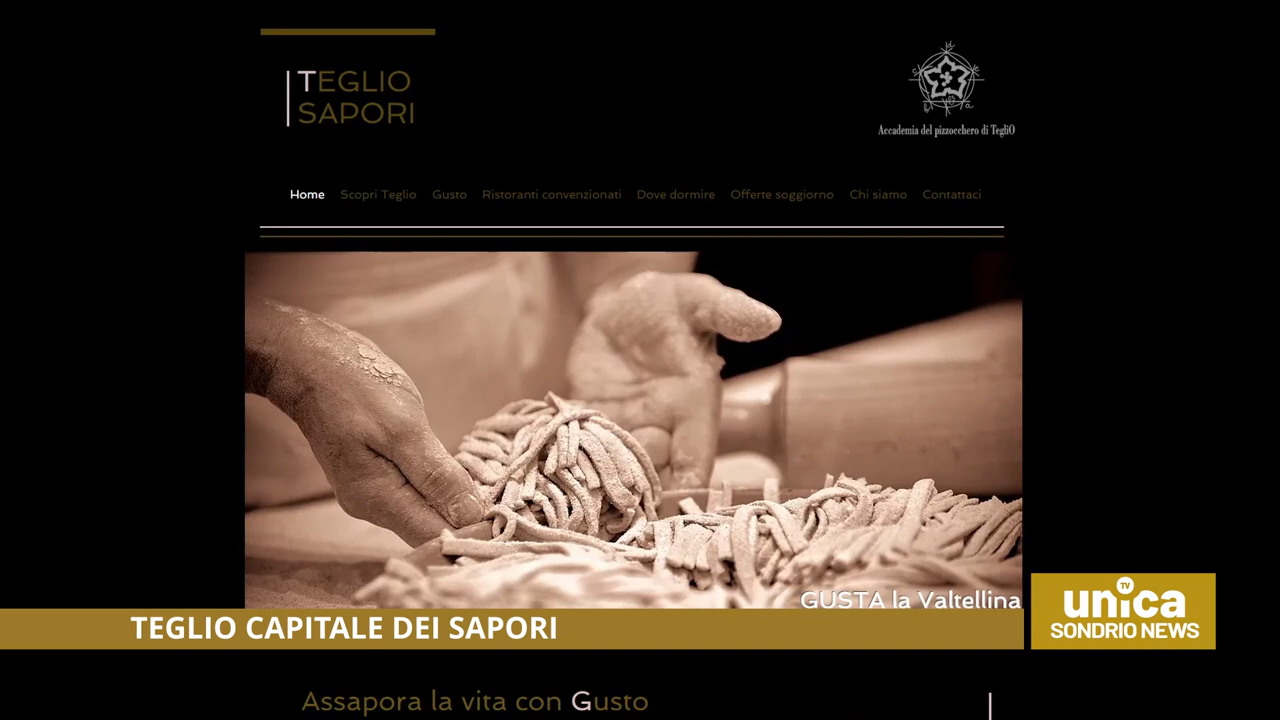 TEGLIO
SAPORI
Accademia del pizzocchero di TegliO
Home Scopri Teglio Gusto Ristoranti convenzionati Dove dormire Offerte soggiorno Chi siamo Contattaci
GUSTA la Valtellina
TEGLIO CAPITALE DEI SAPORI
TV
unica
SONDRIO NEWS
Assapora la vita con Gusto